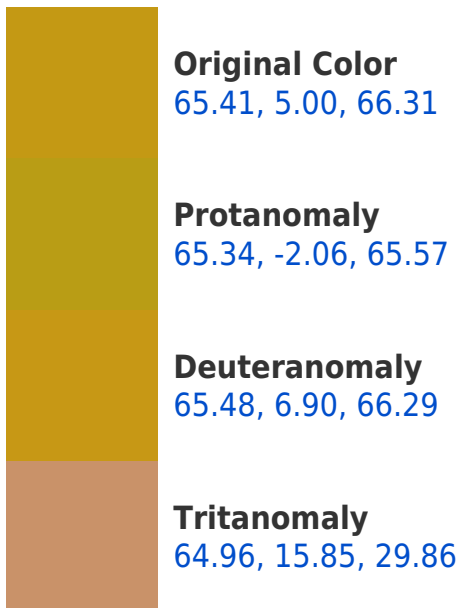 Original Color
65.41, 5.00, 66.31
Protanomaly
65.34, -2.06, 65.57
Deuteranomaly
65.48, 6.90, 66.29
Tritanomaly
64.96, 15.85, 29.86